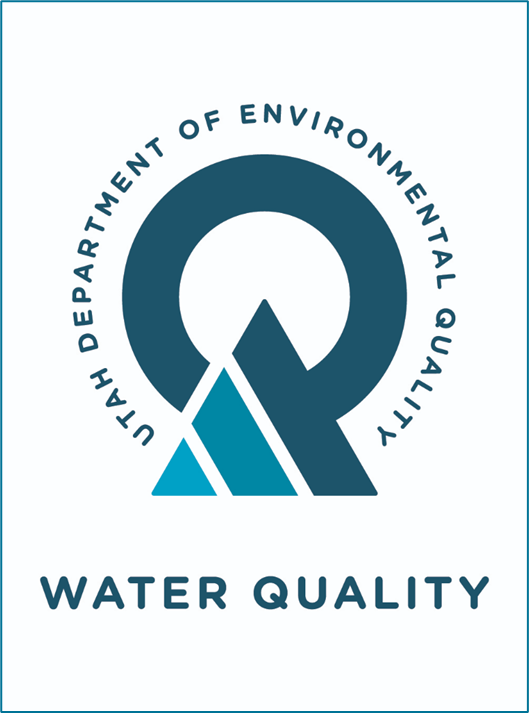 UTAH DEPARTMENT OF ENVIRONMENTAL QUALITY
WATER QUALITY